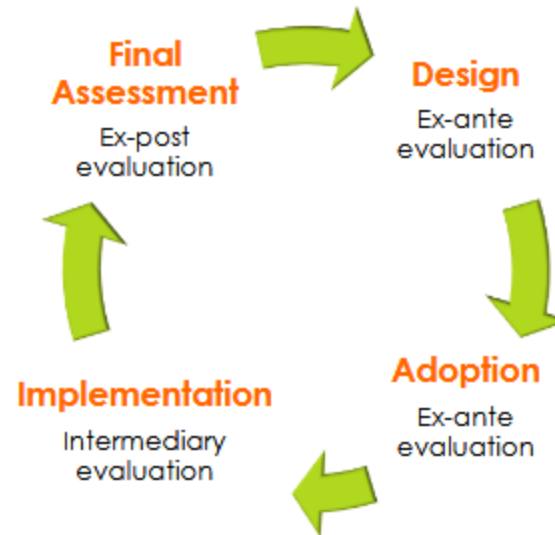 Final
Assessment
Ex-post
evaluation
Design
Ex-ante
evaluation
Adoption
Ex-ante
evaluation
Implementation
Intermediary
evaluation